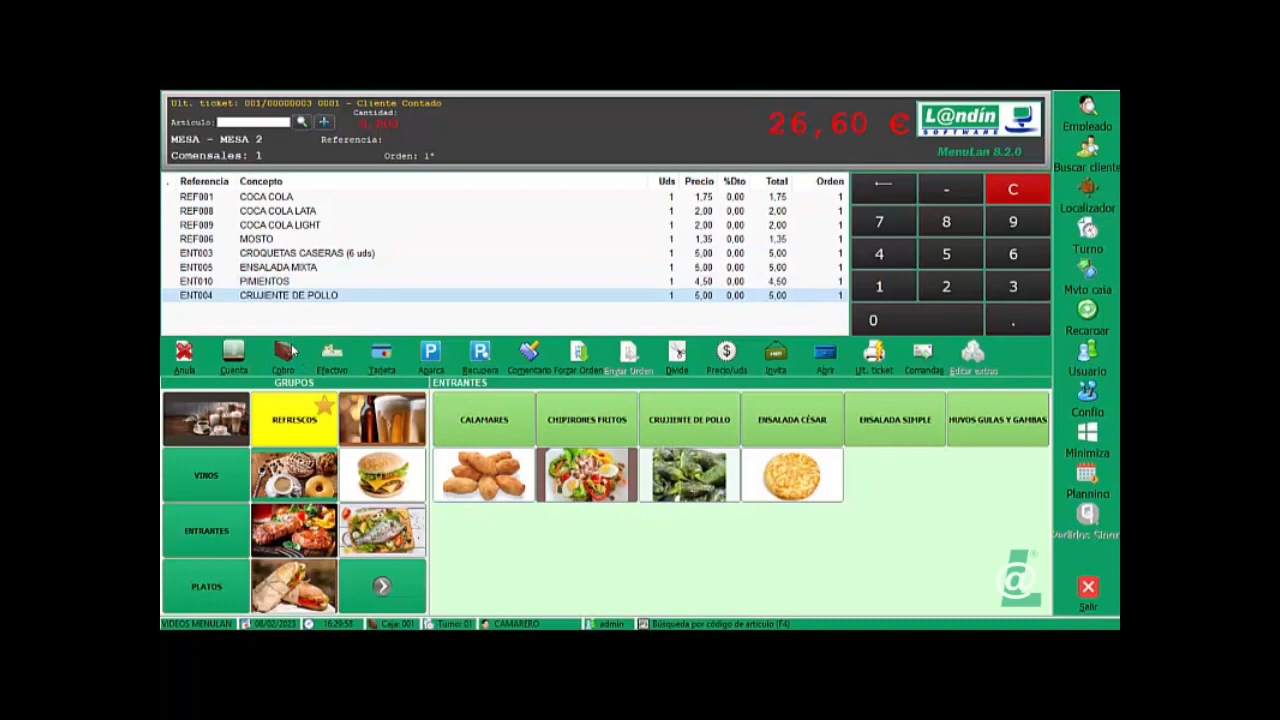 Ult. ticket: 001/00000003 0001 - Cliente Contado
Cantidad:
Articulo:
MESA - MESA 2
Referencia:
Comensales: 1
Orden: 1ª
26,60 €
L@ndín
SOFTWARE
MenuLan 8.2.0
Referencia Concepto Uds Precio %Dto Total Orden
REF001 COCA COLA 1 1,75 0,00 1,75 1
REF008 COCA COLA LATA 1 2,00 0,00 2,00 1
REF009 COCA COLA LIGHT 1 2,00 0,00 2,00 1
REF006 MOSTO 1 1,35 0,00 1,35 1
ENT003 CROQUETAS CASERAS (6 uds) 1 5,00 0,00 5,00 1
ENT005 ENSALADA MIXTA 1 5,00 0,00 5,00 1
ENT010 PIMIENTOS 1 4,50 0,00 4,50 1
ENT004 CRUJIENTE DE POLLO 1 5,00 0,00 5,00 1
- C
7 8 9
4 5 6
1 2 3
0 .
Anula Cuenta Cobro Efectivo Tarjeta Aparca Recupera Comentario Forzar Orden Enviar Orden Divide Precio/uds Invita Abrir Ult. ticket Comandas Editar extras
GRUPOS
ENTRANTES
REFRESCOS
CALAMARES
CHIPIRONES FRITOS
CRUJIENTE DE POLLO
ENSALADA CÉSAR
ENSALADA SIMPLE
HUVOS GULAS Y GAMBAS
VINOS
ENTRANTES
PLATOS
Empleado
Buscar cliente
Localizador
Turno
Mvto caja
Recargar
Usuario
Config
Minimiza
Planning
Salir
VIDEOS MENULAN 08/02/2023 16:29:53 Caja: 001 Turno: 01 CAMARERO admin Búsqueda por código de artículo (F4)